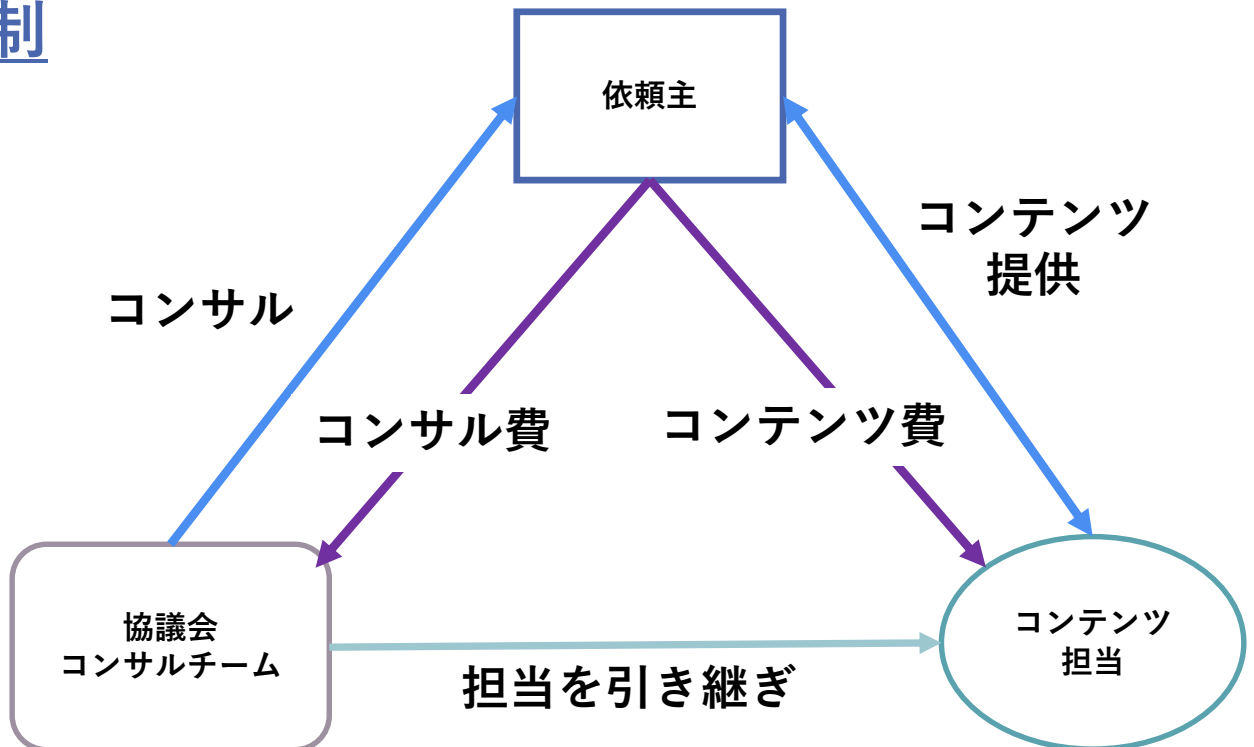 制
依頼主
コンテンツ
提供
コンサル
コンサル費
コンテンツ費
協議会
コンサルチーム
コンテンツ
担当
担当を引き継ぎ